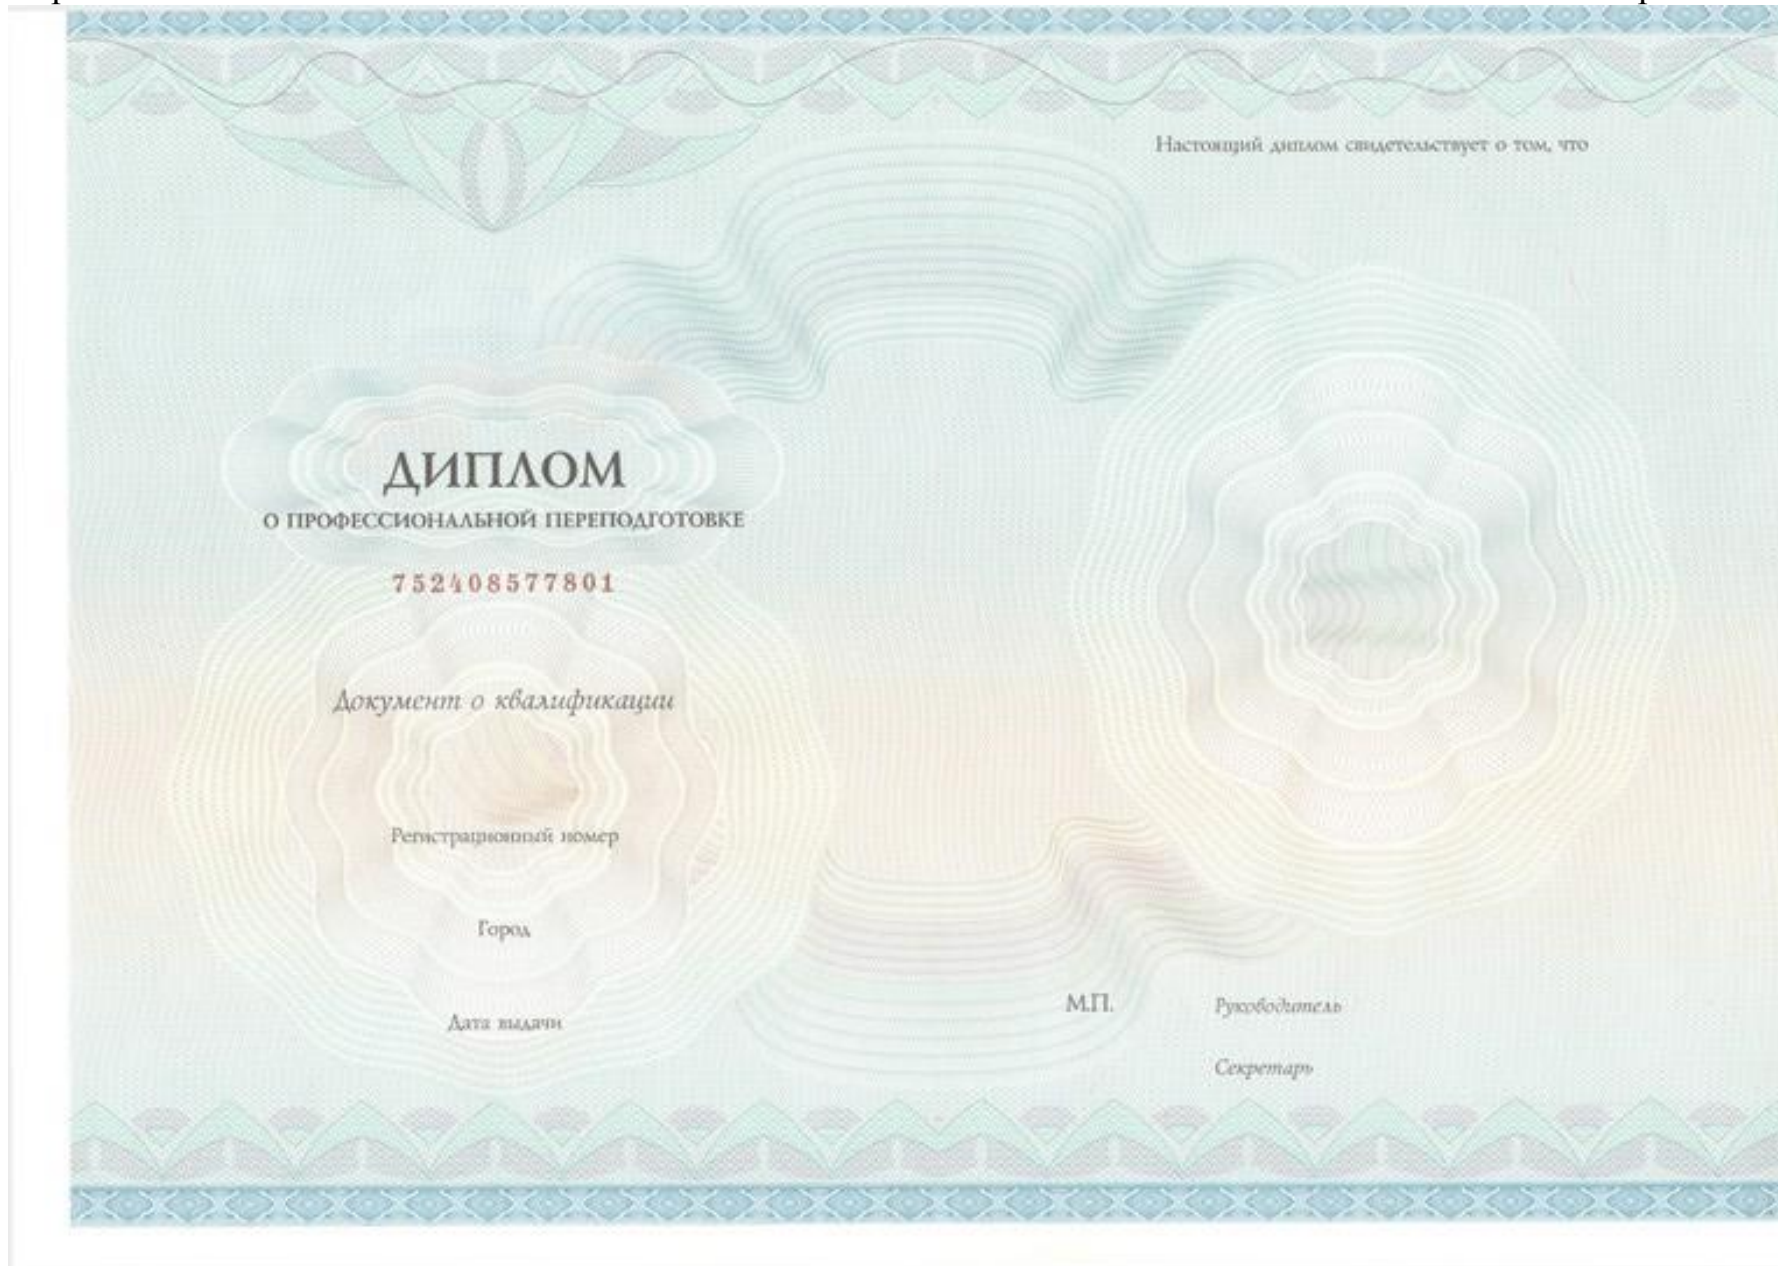 ДИПЛОМ
О ПРОФЕССИОНАЛЬНОЙ ПЕРЕПОДГОТОВКЕ
752408577801
Документ о квалификации
Регистрационный номер
Город
Дата выдачи
Настоящий диплом свидетельствует о том, что
М.П.
Руководитель
Секретарь